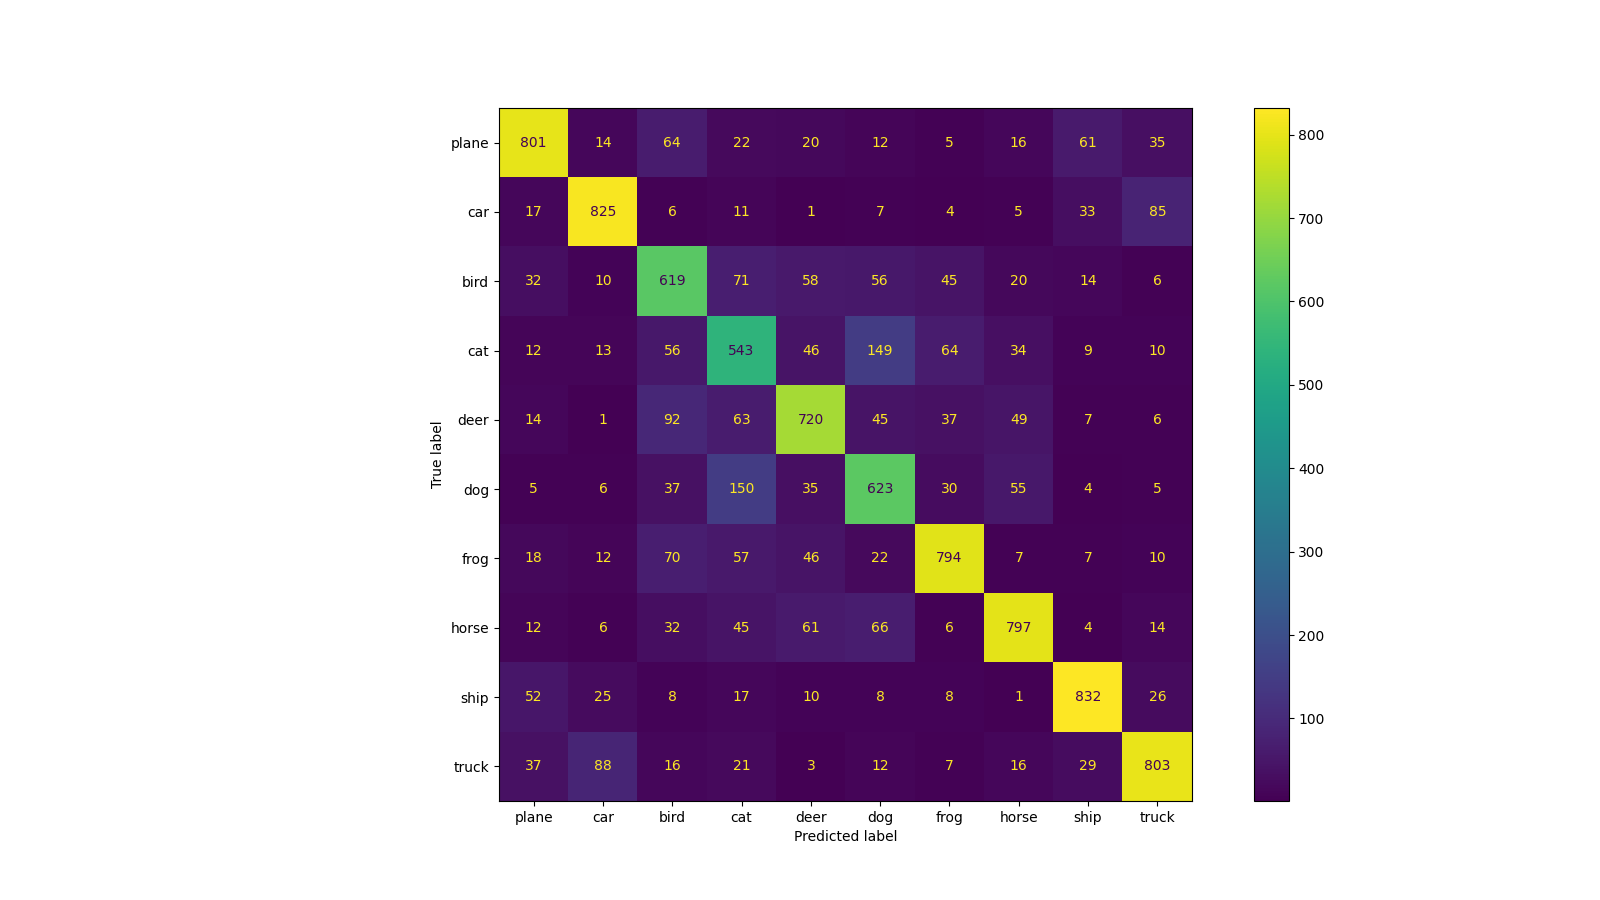 plane 801 14 64 22 20 12 5 16 61 35
car 17 825 6 11 1 7 4 5 33 85
bird 32 10 619 71 58 56 45 20 14 6
cat 12 13 56 543 46 149 64 34 9 10
deer 14 1 92 63 720 45 37 49 7 6
dog 5 6 37 150 35 623 30 55 4 5
frog 18 12 70 57 46 22 794 7 7 10
horse 12 6 32 45 61 66 6 797 4 14
ship 52 25 8 17 10 8 8 1 832 26
truck 37 88 16 21 3 12 7 16 29 803
plane car bird cat deer dog frog horse ship truck
Predicted label
True label
800
700
600
500
400
300
200
100